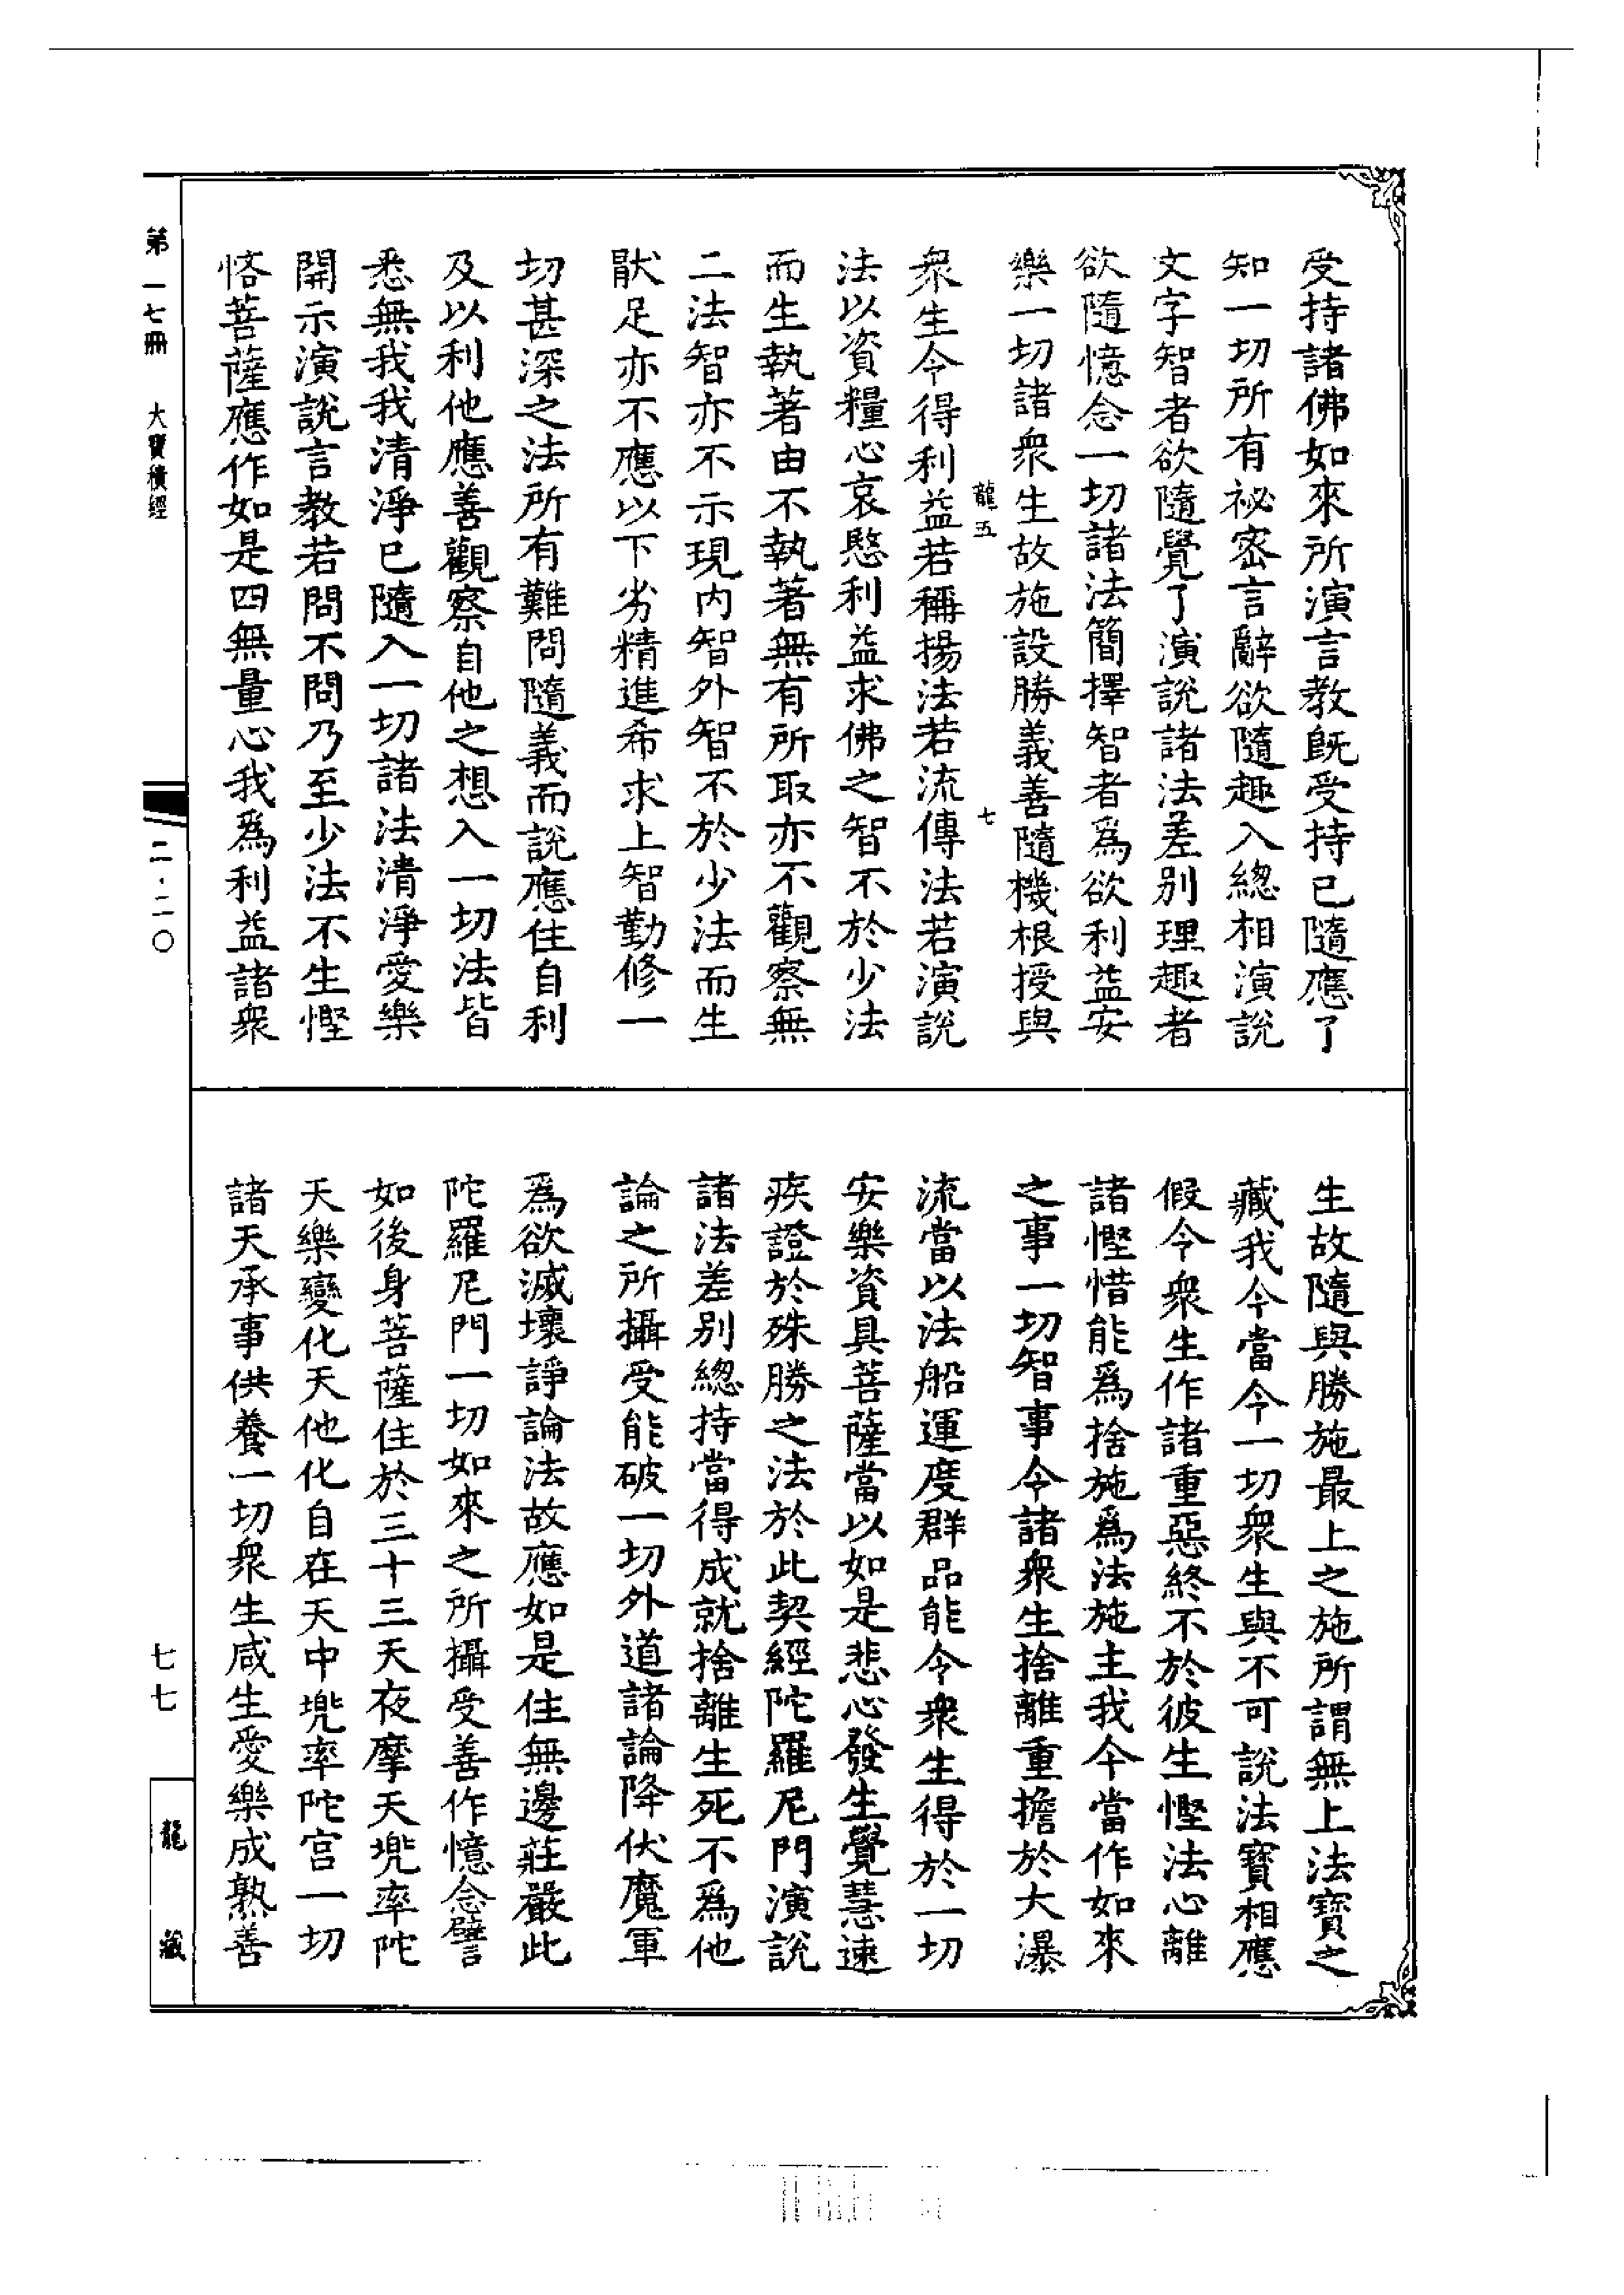 受持諸佛如來所演言教既受持已隨應了
知一切所有祕密言辭欲隨趣入總相演說
文字智者欲隨覺了演說諸法差别理趣者
欲隨憶念一切諸法簡擇智者爲欲利益安
樂一切諸衆生故施設勝義善隨機根授與
龍五
七
衆生令得利益若稱揚法若流傳法若演說
法以資糧心哀愍利益求佛之智不於少法
而生執著由不執著無有所取亦不觀察無
二法智亦不示現内智外智不於少法而生
猒足亦不應以下劣精進希求上智勤修一
切甚深之法所有難問隨義而說應住自利
及以利他應善觀察自他之想入一切法皆
悉無我我清淨已隨入一切諸法清淨愛樂
開示演說言教若問不問乃至少法不生慳
悋菩薩應作如是四無量心我爲利益諸衆
生故隨與勝施最上之施所謂無上法寶之
藏我今當令一切衆生與不可說法寶相應
假令衆生作諸重惡終不於彼生慳法心離
諸慳惜能爲捨施爲法施主我今當作如來
之事一切智事令諸衆生捨離重擔於大瀑
流當以法船運度群品能令衆生得於一切
安樂資具菩薩當以如是悲心發生覺慧速
疾證於殊勝之法於此契經陀羅尼門演說
諸法差别總持當得成就捨離生死不爲他
論之所攝受能破一切外道諸論降伏魔軍
爲欲滅壞諍論法故應如是住無邊莊嚴此
陀羅尼門一切如來之所攝受善作憶念譬
如後身菩薩住於三十三天夜摩天兜率陀
天樂變化天他化自在天中兜率陀宮一切
諸天承事供養一切衆生咸生愛樂成熟善
第一七冊 大寶積經
二·二〇
七七
龍藏